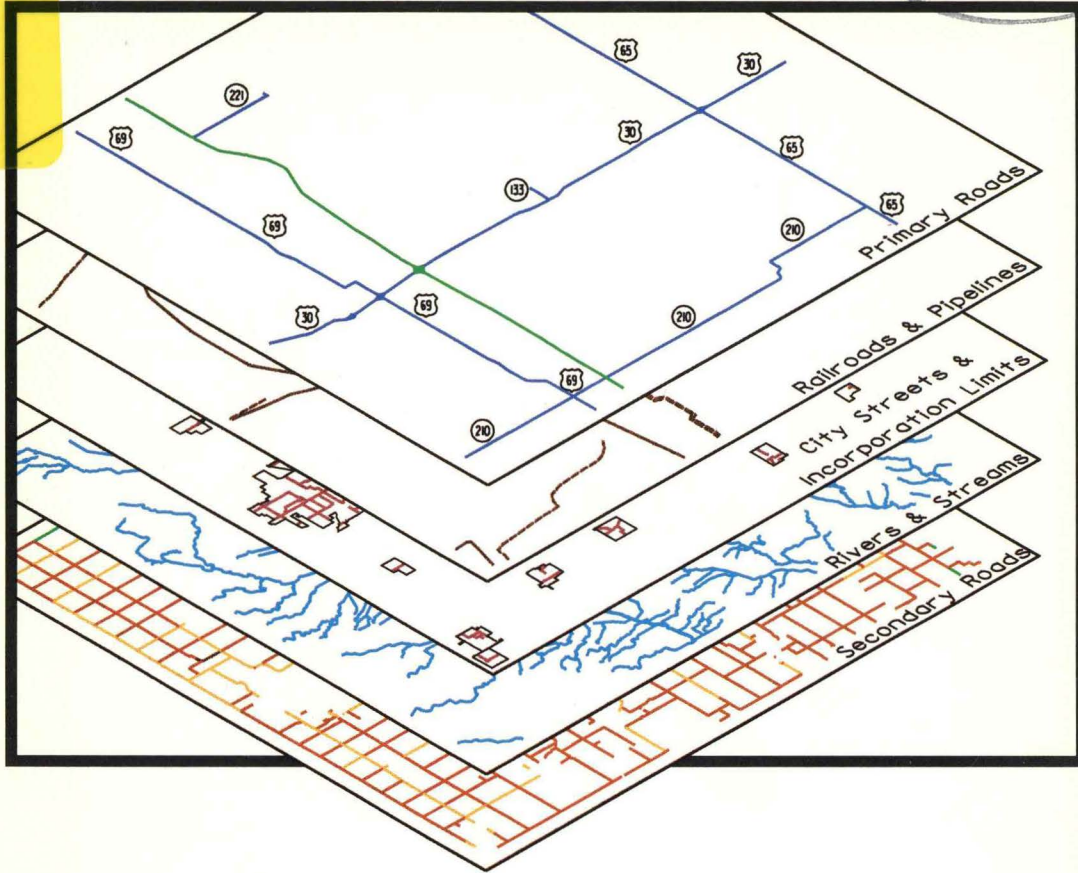 65
30
221
69
30
65
133
65
69
210
Primary Roads
30
69
210
Railroads & Pipelines
69
210
City Streets &
Incorporation Limits
Rivers & Streams
Secondary Roads